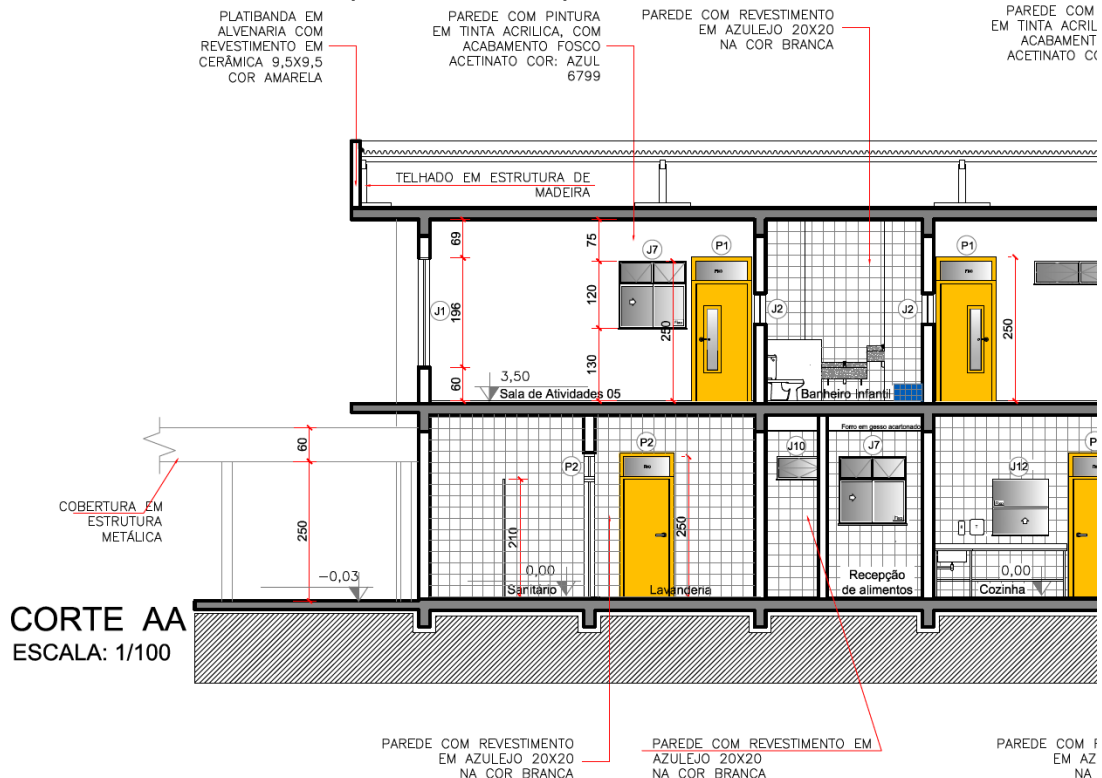 PLATIBANDA EM
ALVENARIA COM
REVESTIMENTO EM
CERÂMICA 9,5X9,5
COR AMARELA
PAREDE COM PINTURA
EM TINTA ACRILICA, COM
ACABAMENTO FOSCO
ACETINATO COR: AZUL
6799
PAREDE COM REVESTIMENTO
EM AZULEJO 20X20
NA COR BRANCA
PAREDE COM
EM TINTA ACRIL
ACABAMENT
ACETINATO CO
TELHADO EM ESTRUTURA DE
MADEIRA
69
75
J7
P1
P1
J1
196
120
250
J2
J2
250
60
130
3,50
Sala de Atividades 05
Banheiro Infantil
60
250
COBERTURA EM
ESTRUTURA
METÁLICA
-0,03
P2
P2
210
250
0,00
Sanitário
Lavanderia
J10
Forro em gesso acartonado
J7
Recepção
de alimentos
J12
P
0,00
Cozinha
CORTE AA
ESCALA: 1/100
PAREDE COM REVESTIMENTO
EM AZULEJO 20X20
NA COR BRANCA
PAREDE COM REVESTIMENTO EM
AZULEJO 20X20
NA COR BRANCA
PAREDE COM R
EM AZ
NA